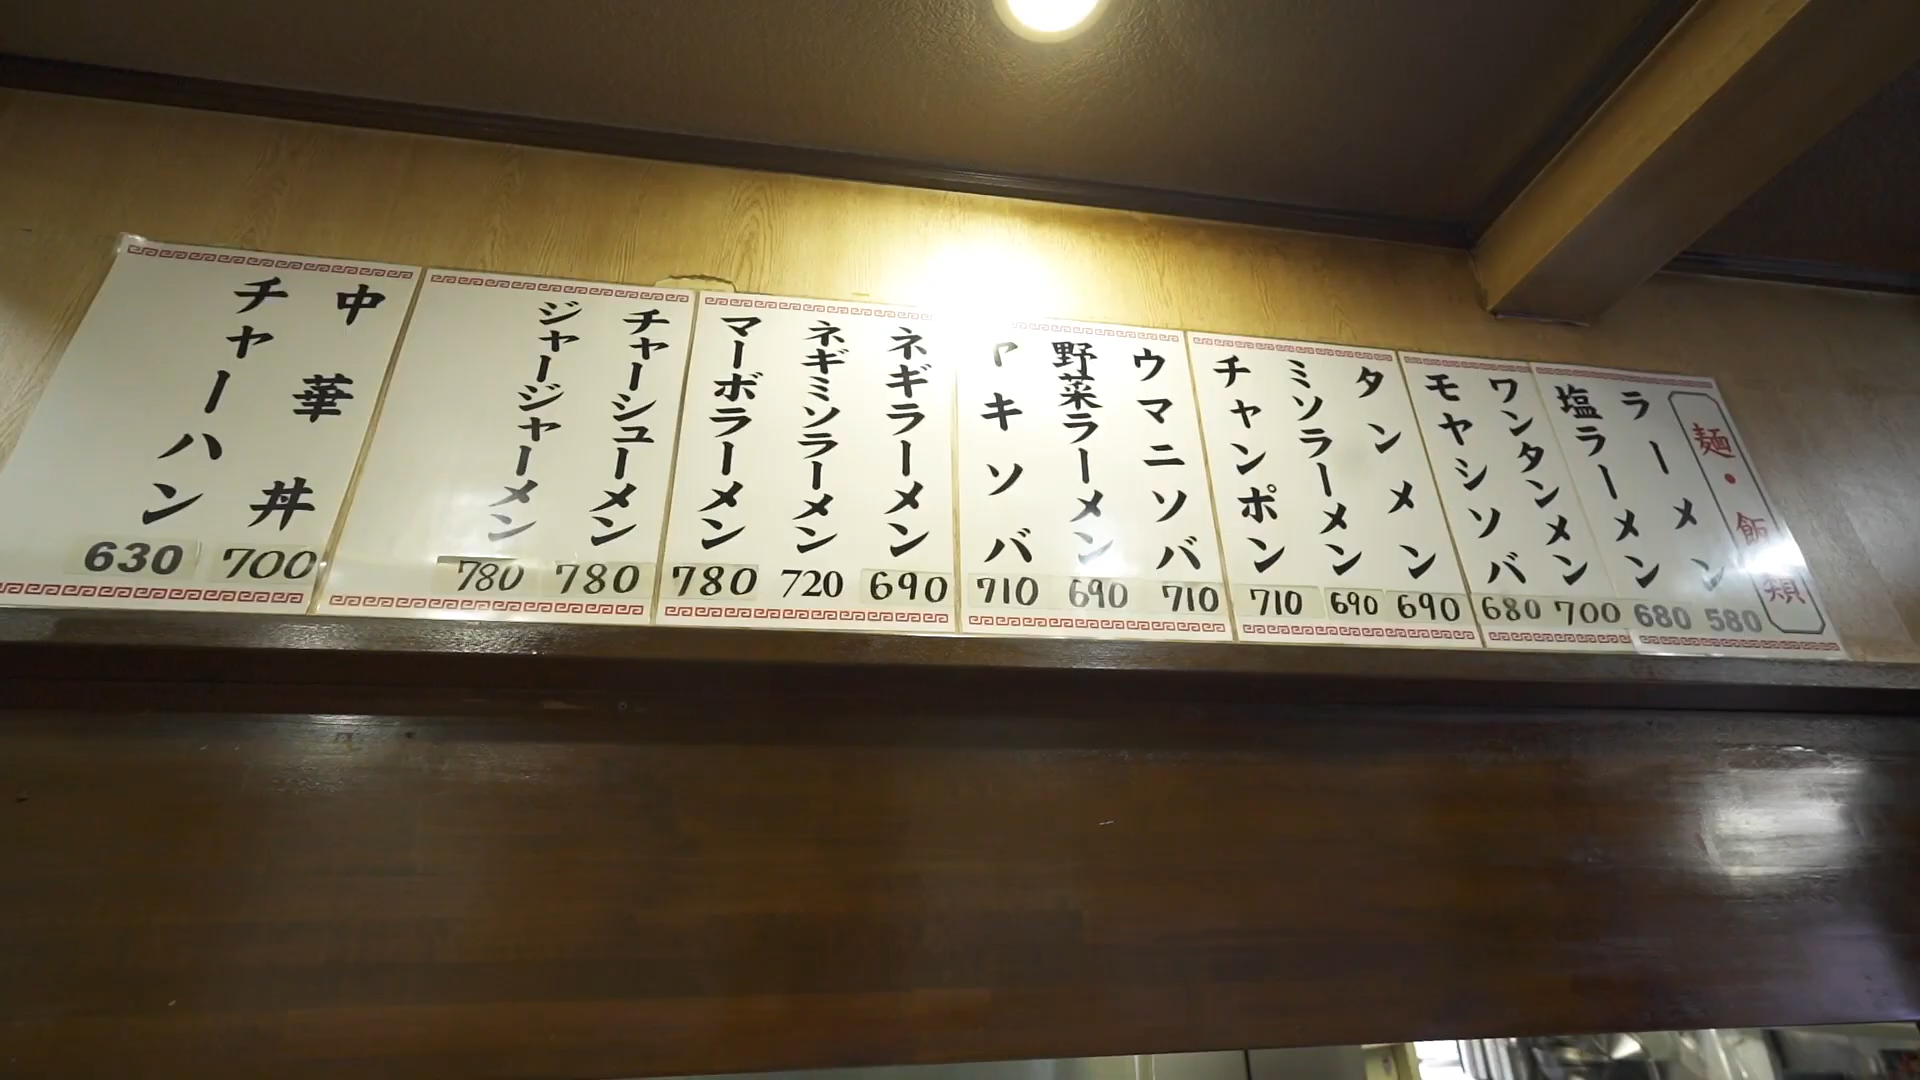 麺・飯類
ラーメン
580
塩ラーメン
680
ワンタンメン
700
モヤシソバ
680
タンメン
690
ミソラーメン
690
チャンポン
710
ウマニソバ
710
野菜ラーメン
690
キソバ
710
ネギラーメン
690
ネギミソラーメン
720
マーボラーメン
780
チャーシューメン
780
ジャージャーメン
780
中華丼
700
チャーハン
630